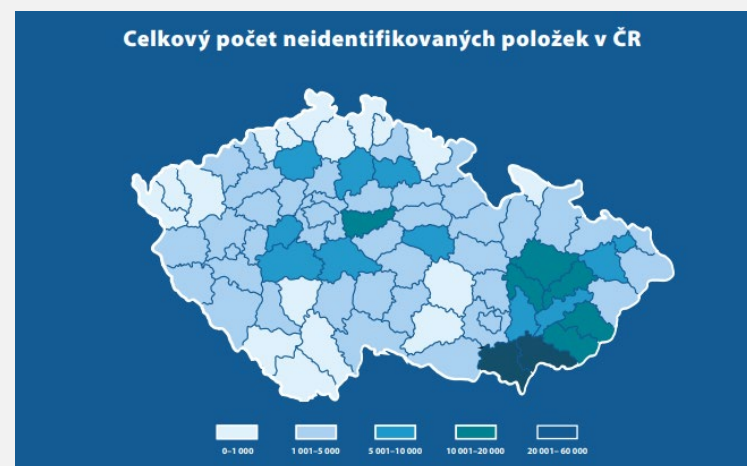 Celkový počet neidentifikovaných položek v ČR
0–1 000
1 001–5 000
5 001–10 000
10 001–20 000
20 001– 60 000